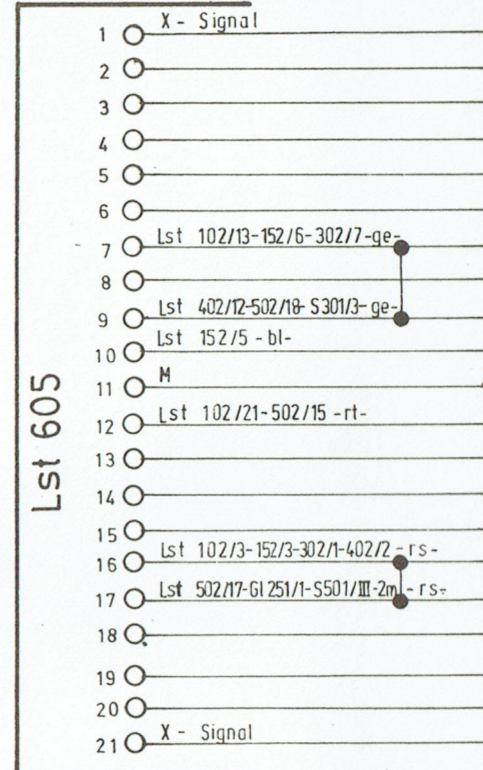 1 X - Signal
2
3
4
5
6
7 Lst 102/13-152/6-302/7-ge-
8
9 Lst 402/12-502/18-S301/3-ge-
10 Lst 152/5 -bl-
11 M
12 Lst 102/21-502/15 -rt-
13
14
15
16 Lst 102/3-152/3-302/1-402/2 -rs-
17 Lst 502/17-Gl 251/1-S501/III-2m -rs-
18
19
20
21 X - Signal
Lst 605